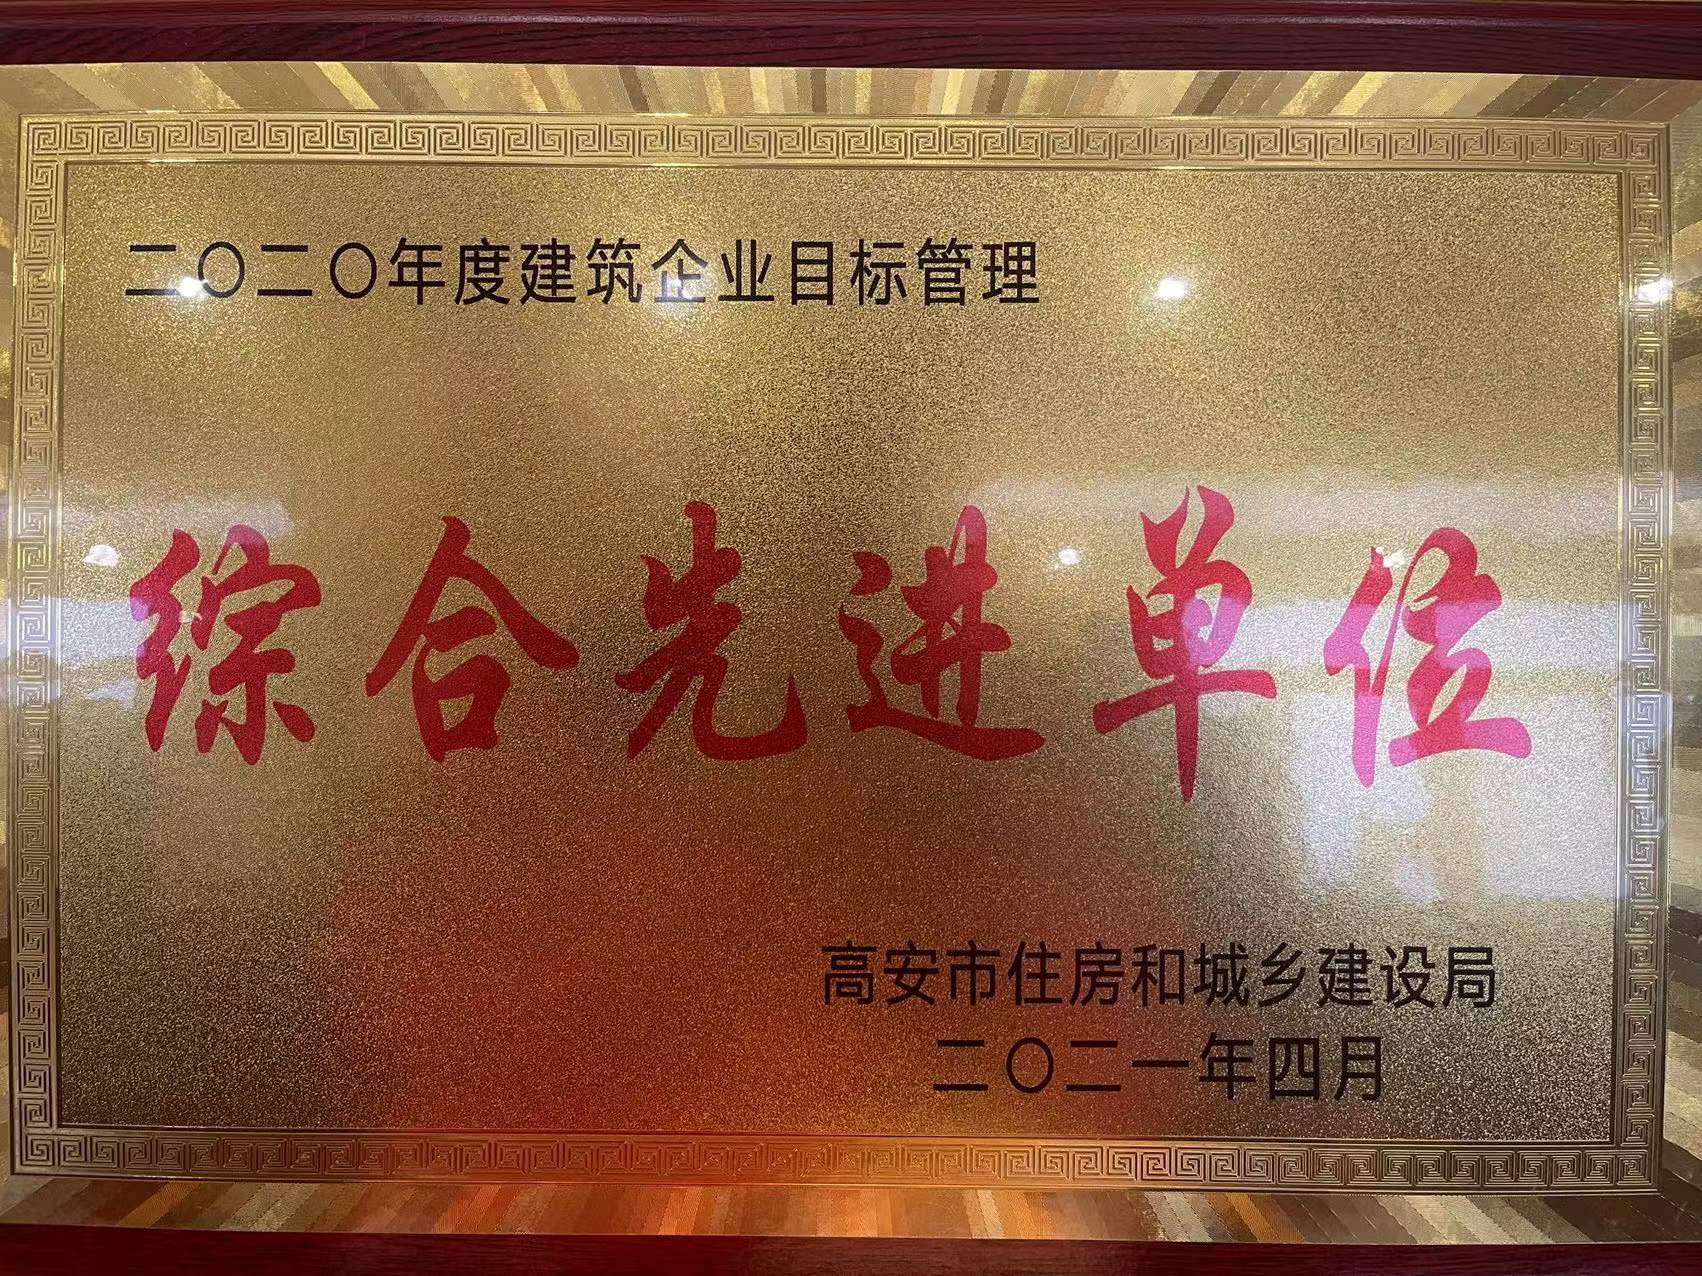 二〇二〇年度建筑企业目标管理
综合先进单位
高安市住房和城乡建设局
二〇二一年四月